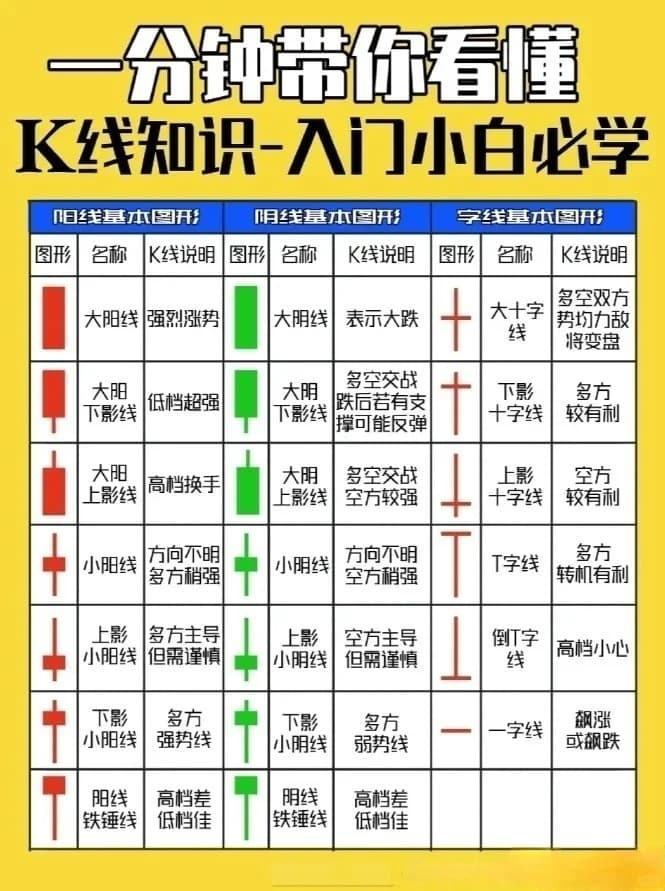 一分钟带你看懂
K线知识-入门小白必学
阳线基本图形 阴线基本图形 字线基本图形
图形 名称 K线说明 图形 名称 K线说明 图形 名称 K线说明
大阳线 强烈涨势 大阴线 表示大跌 大十字线 多空双方势均力敌将变盘
大阳下影线 低档超强 大阴下影线 多空交战跌后若有支撑可能反弹 下影十字线 多方较有利
大阳上影线 高档换手 大阴上影线 多空交战空方较强 上影十字线 空方较有利
小阳线 方向不明多方稍强 小阴线 方向不明空方稍强 T字线 多方转机有利
上影小阳线 多方主导但需谨慎 上影小阴线 空方主导但需谨慎 倒T字线 高档小心
下影小阳线 多方强势线 下影小阴线 多方弱势线 一字线 飙涨或飙跌
阳线铁锤线 高档差低档佳 阴线铁锤线 高档差低档佳